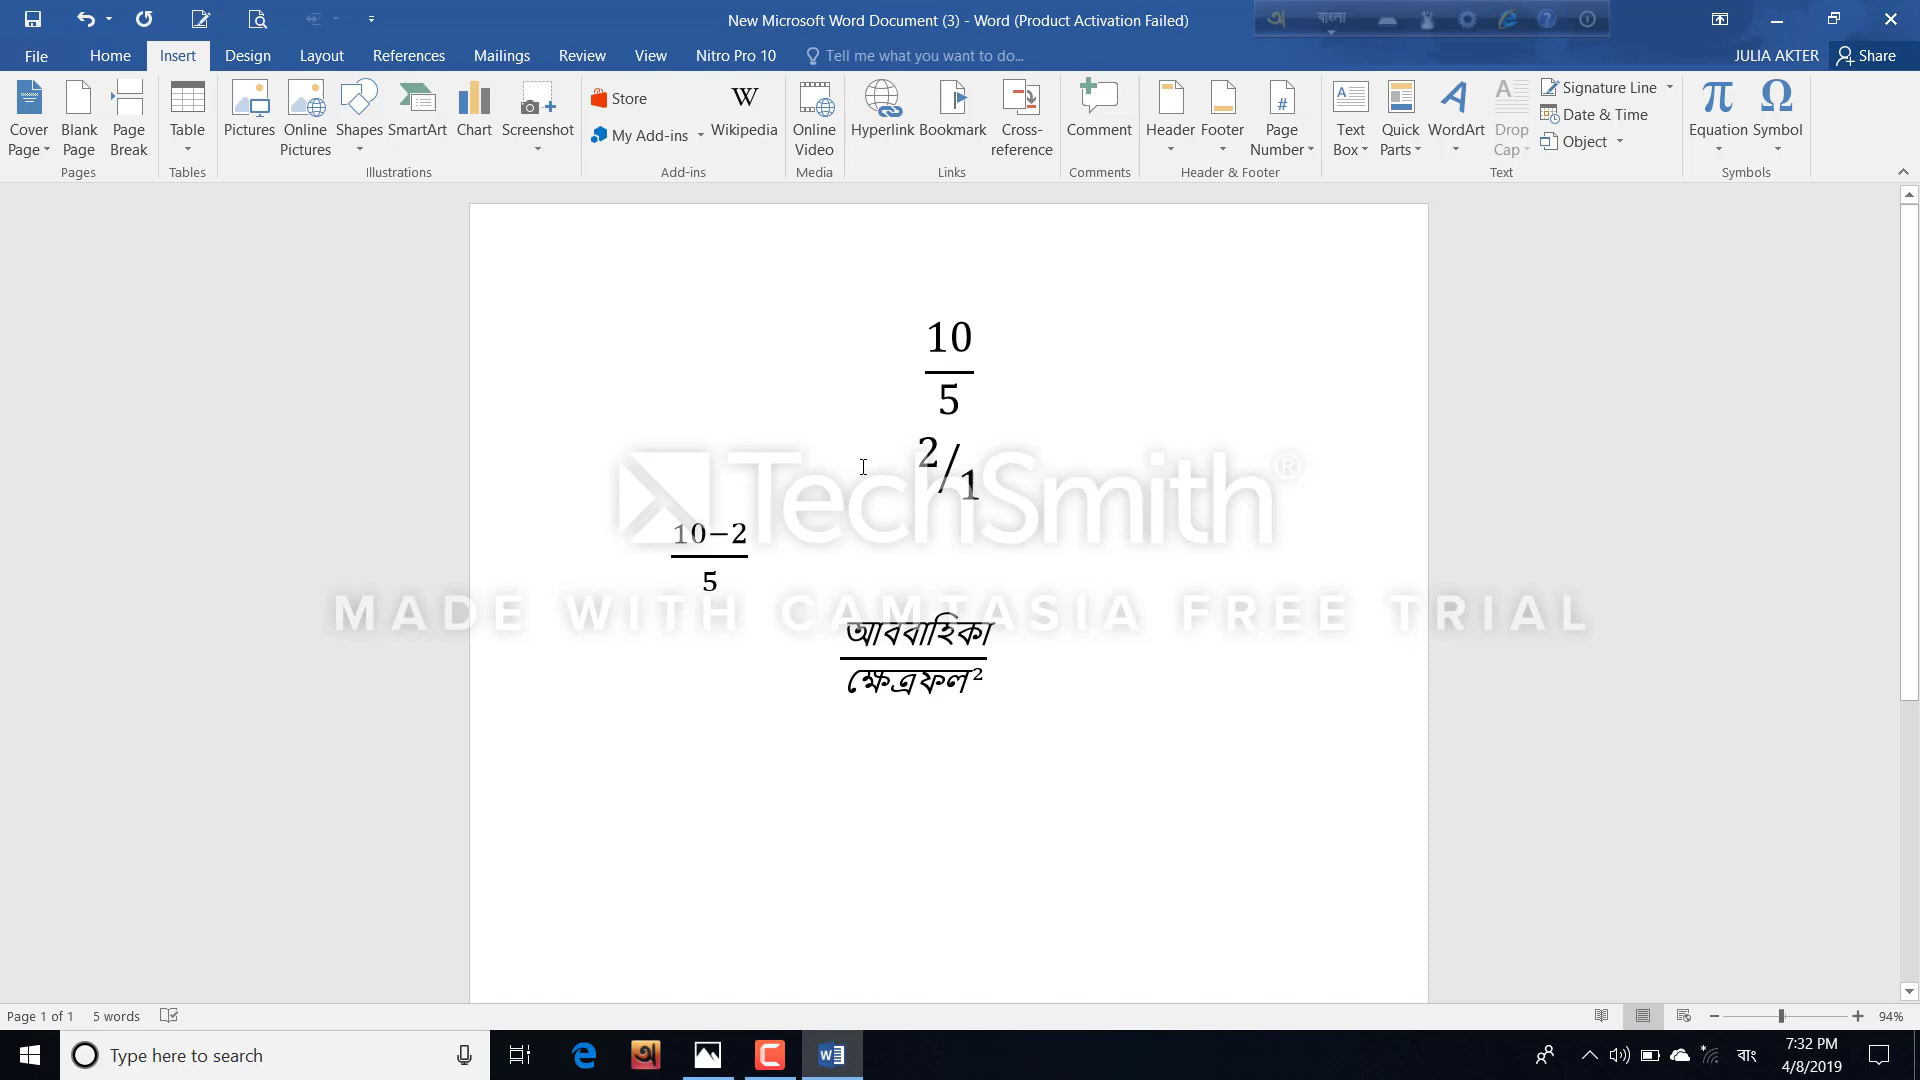 New Microsoft Word Document (3) - Word (Product Activation Failed)
বাংলা
File Home Insert Design Layout References Mailings Review View Nitro Pro 10 Tell me what you want to do... JULIA AKTER Share
Cover Page
Blank Page
Page Break
Pages
Table
Tables
Pictures
Online Pictures
Shapes
SmartArt
Chart
Screenshot
Illustrations
Store
My Add-ins
Wikipedia
Add-ins
Online Video
Media
Hyperlink
Bookmark
Cross-reference
Links
Comment
Comments
Header
Footer
Page Number
Header & Footer
Text Box
Quick Parts
WordArt
Drop Cap
Signature Line
Date & Time
Object
Text
π Equation
Ω Symbol
Symbols
10
5
2/1
TechSmith®
10−2
5
MADE WITH CAMTASIA FREE TRIAL
আববাহিকা
ক্ষেত্রফল²
Page 1 of 1 5 words 94%
Type here to search
বাং
7:32 PM
4/8/2019